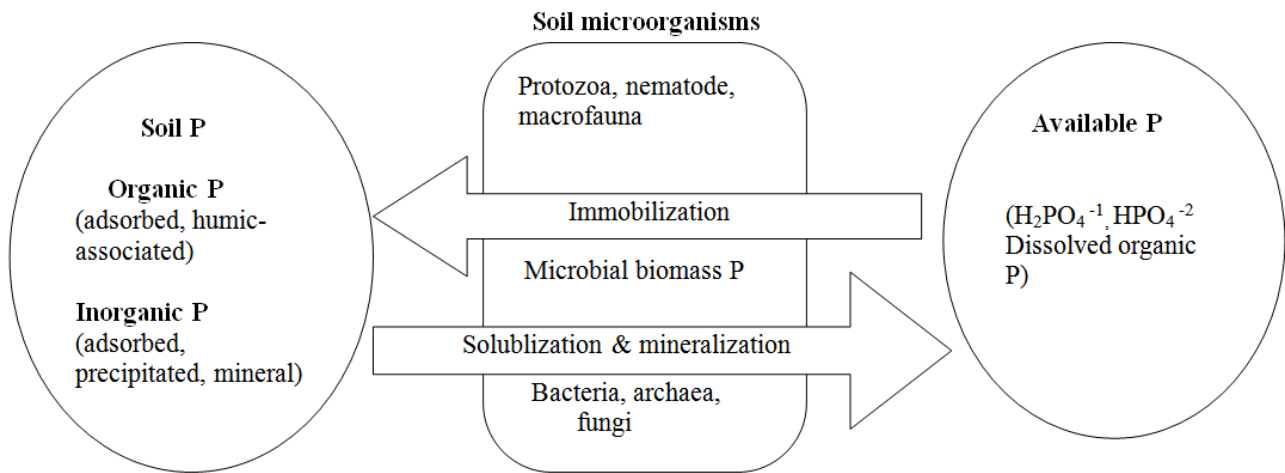 Soil microorganisms
Soil P
Organic P
(adsorbed, humic-
associated)
Inorganic P
(adsorbed,
precipitated, mineral)
Protozoa, nematode,
macrofauna
Immobilization
Microbial biomass P
Solublization & mineralization
Bacteria, archaea,
fungi
Available P
(H₂PO₄⁻¹, HPO₄⁻²
Dissolved organic
P)